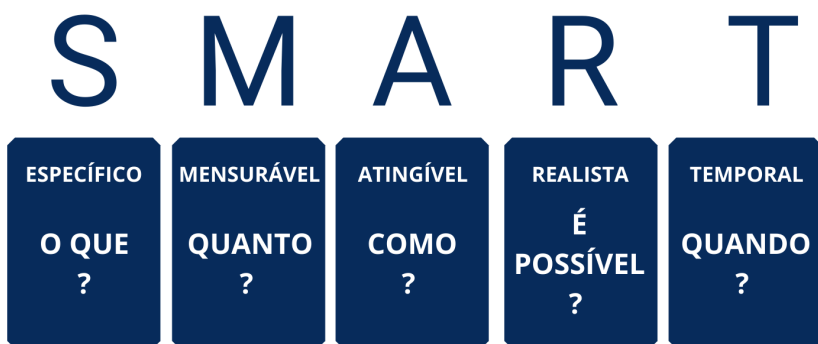 S M A R T
ESPECÍFICO
O QUE
?
MENSURÁVEL
QUANTO
?
ATINGÍVEL
COMO
?
REALISTA
É
POSSÍVEL
?
TEMPORAL
QUANDO
?